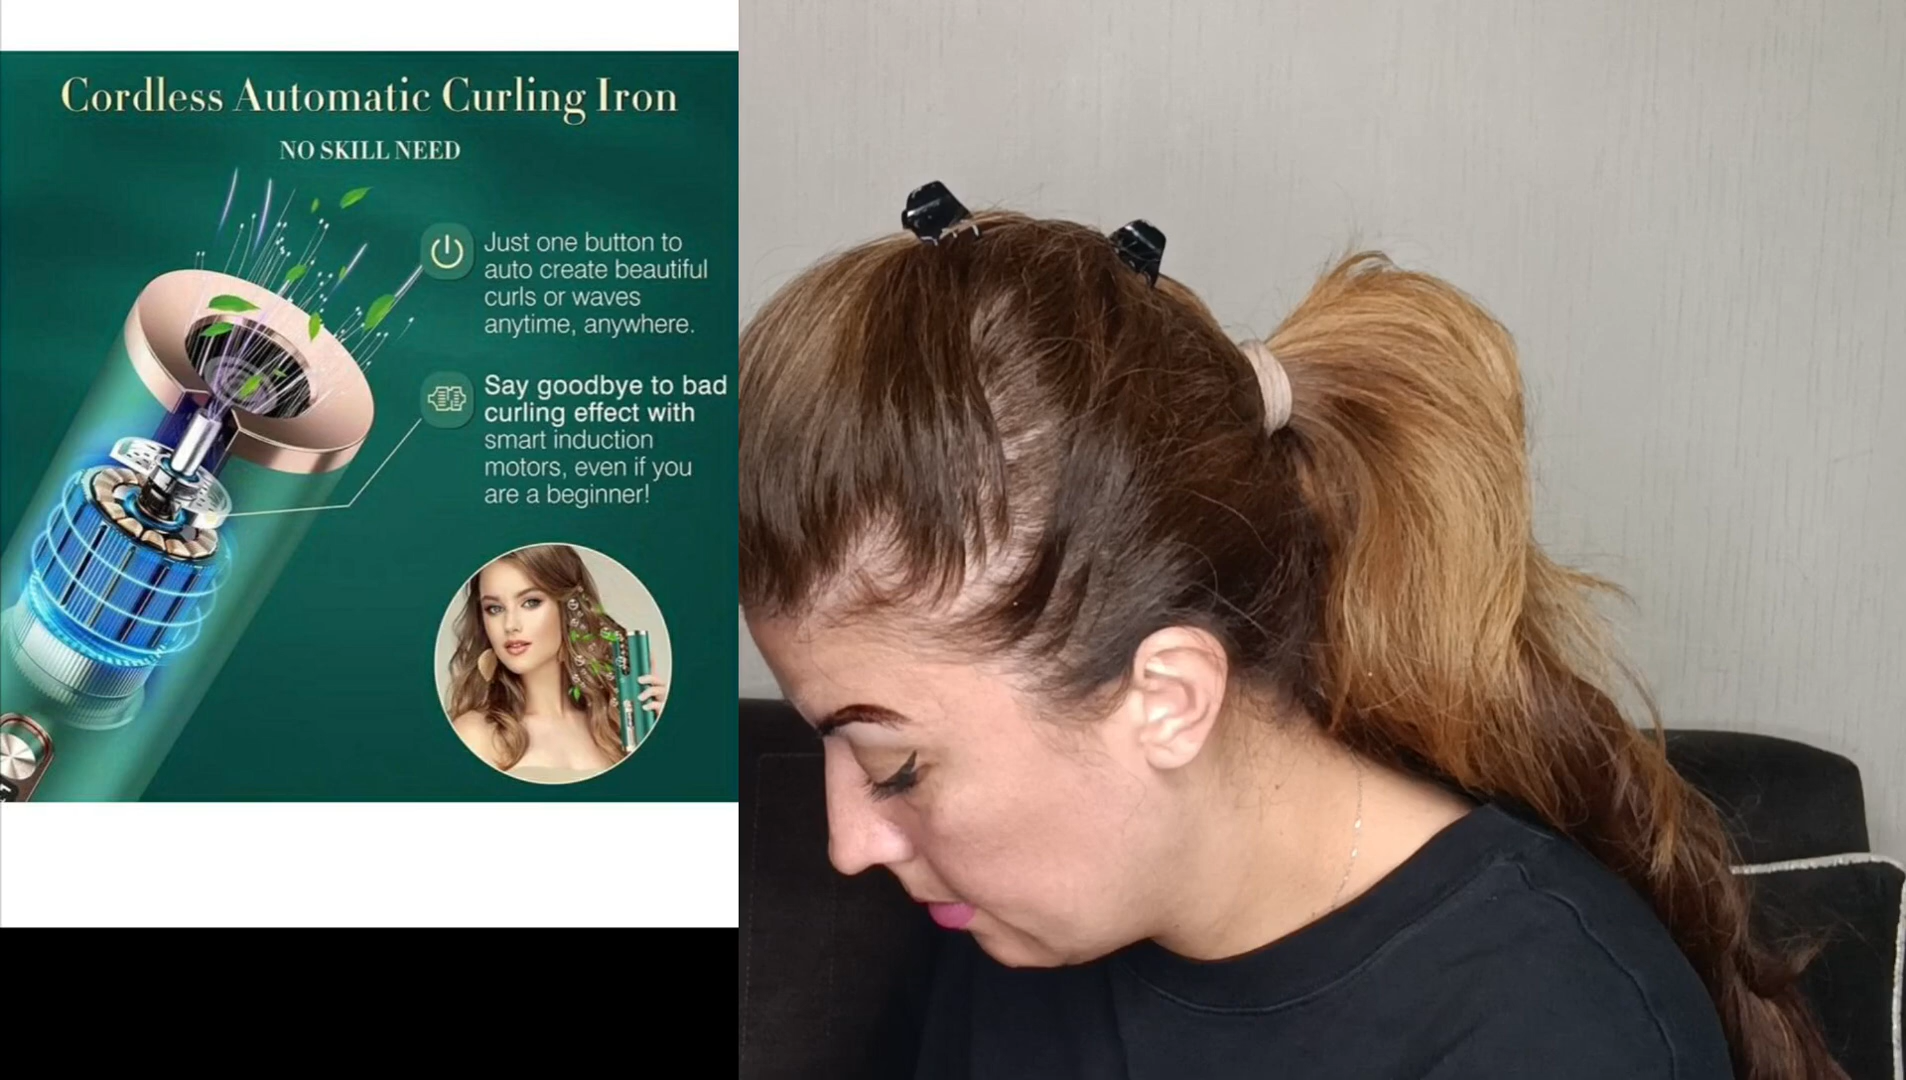 Cordless Automatic Curling Iron
NO SKILL NEED
Just one button to
auto create beautiful
curls or waves
anytime, anywhere.
Say goodbye to bad
curling effect with
smart induction
motors, even if you
are a beginner!